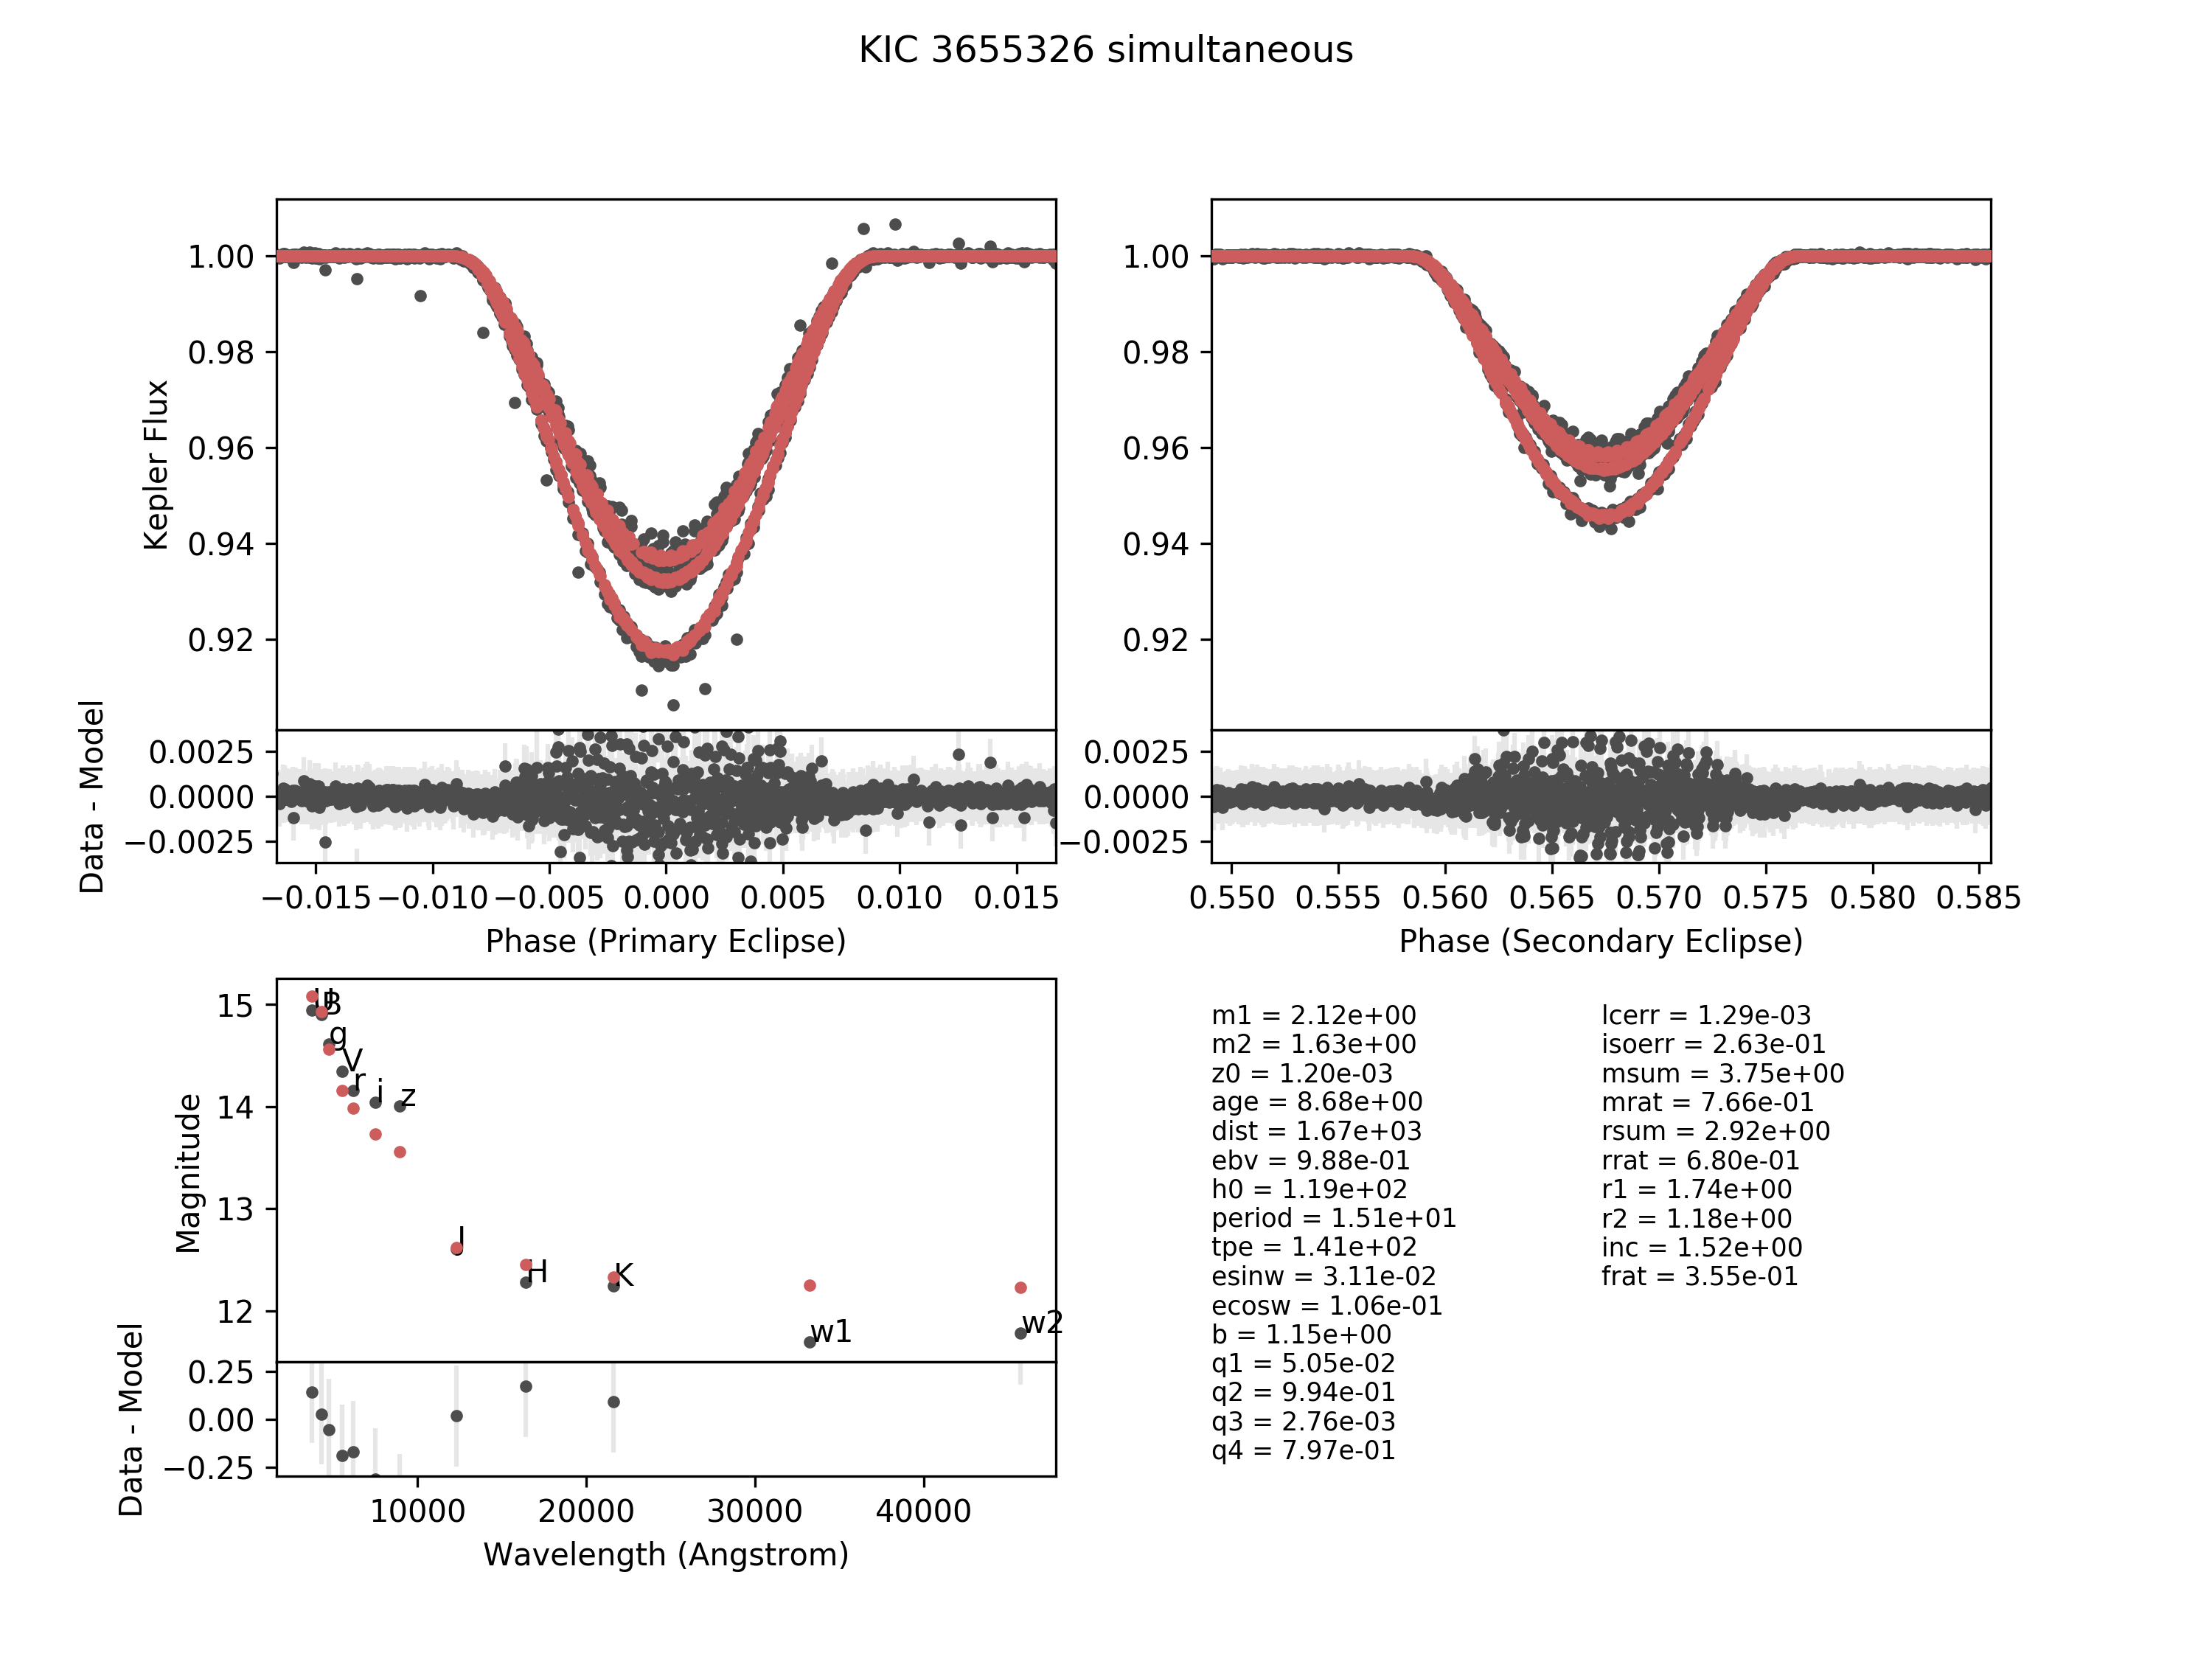 KIC 3655326 simultaneous
Kepler Flux
1.00
0.98
0.96
0.94
0.92
1.00
0.98
0.96
0.94
0.92
Data - Model
0.0025
0.0000
−0.0025
0.0025
0.0000
−0.0025
−0.015 −0.010 −0.005 0.000 0.005 0.010 0.015
Phase (Primary Eclipse)
0.550 0.555 0.560 0.565 0.570 0.575 0.580 0.585
Phase (Secondary Eclipse)
Magnitude
15
14
13
12
U
B
g
V
r
i
z
J
H
K
w1
w2
Data - Model
0.25
0.00
−0.25
10000 20000 30000 40000
Wavelength (Angstrom)
m1 = 2.12e+00
m2 = 1.63e+00
z0 = 1.20e-03
age = 8.68e+00
dist = 1.67e+03
ebv = 9.88e-01
h0 = 1.19e+02
period = 1.51e+01
tpe = 1.41e+02
esinw = 3.11e-02
ecosw = 1.06e-01
b = 1.15e+00
q1 = 5.05e-02
q2 = 9.94e-01
q3 = 2.76e-03
q4 = 7.97e-01
lcerr = 1.29e-03
isoerr = 2.63e-01
msum = 3.75e+00
mrat = 7.66e-01
rsum = 2.92e+00
rrat = 6.80e-01
r1 = 1.74e+00
r2 = 1.18e+00
inc = 1.52e+00
frat = 3.55e-01